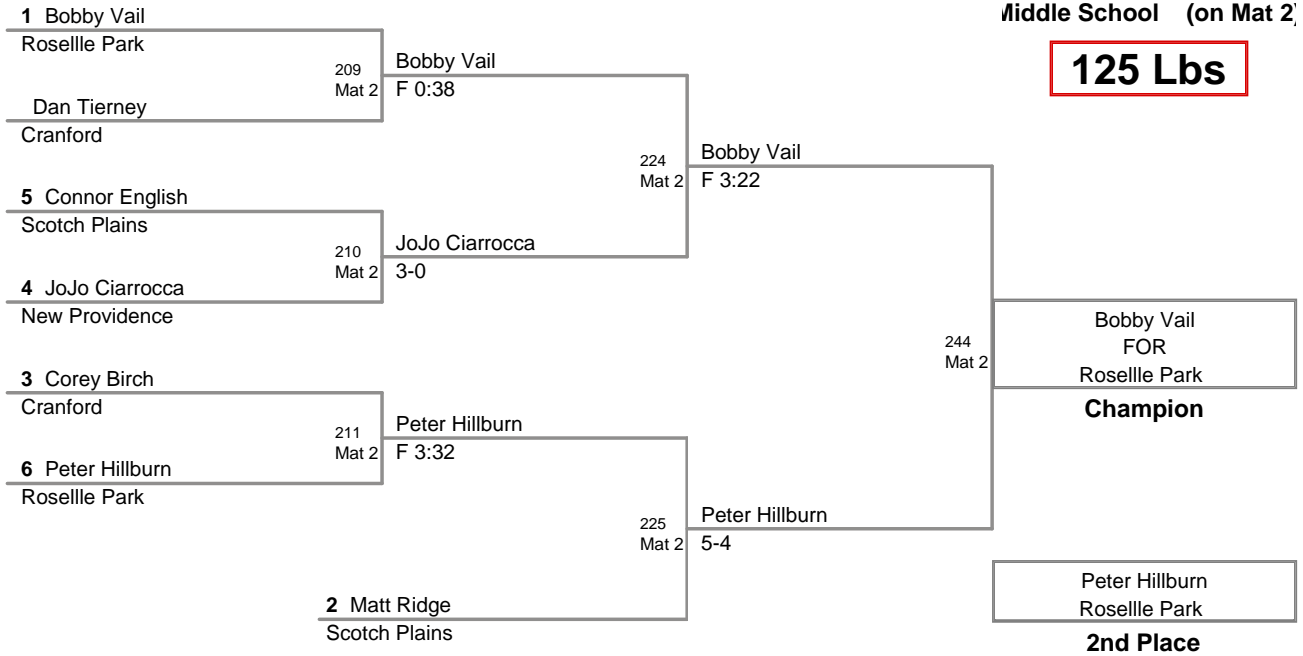 Middle School (on Mat 2)
125 Lbs
1 Bobby Vail
Rosellle Park
209
Mat 2
Bobby Vail
F 0:38
Dan Tierney
Cranford
224
Mat 2
Bobby Vail
F 3:22
5 Connor English
Scotch Plains
210
Mat 2
JoJo Ciarrocca
3-0
4 JoJo Ciarrocca
New Providence
244
Mat 2
Bobby Vail
FOR
Rosellle Park
Champion
3 Corey Birch
Cranford
211
Mat 2
Peter Hillburn
F 3:32
6 Peter Hillburn
Rosellle Park
225
Mat 2
Peter Hillburn
5-4
2 Matt Ridge
Scotch Plains
Peter Hillburn
Rosellle Park
2nd Place